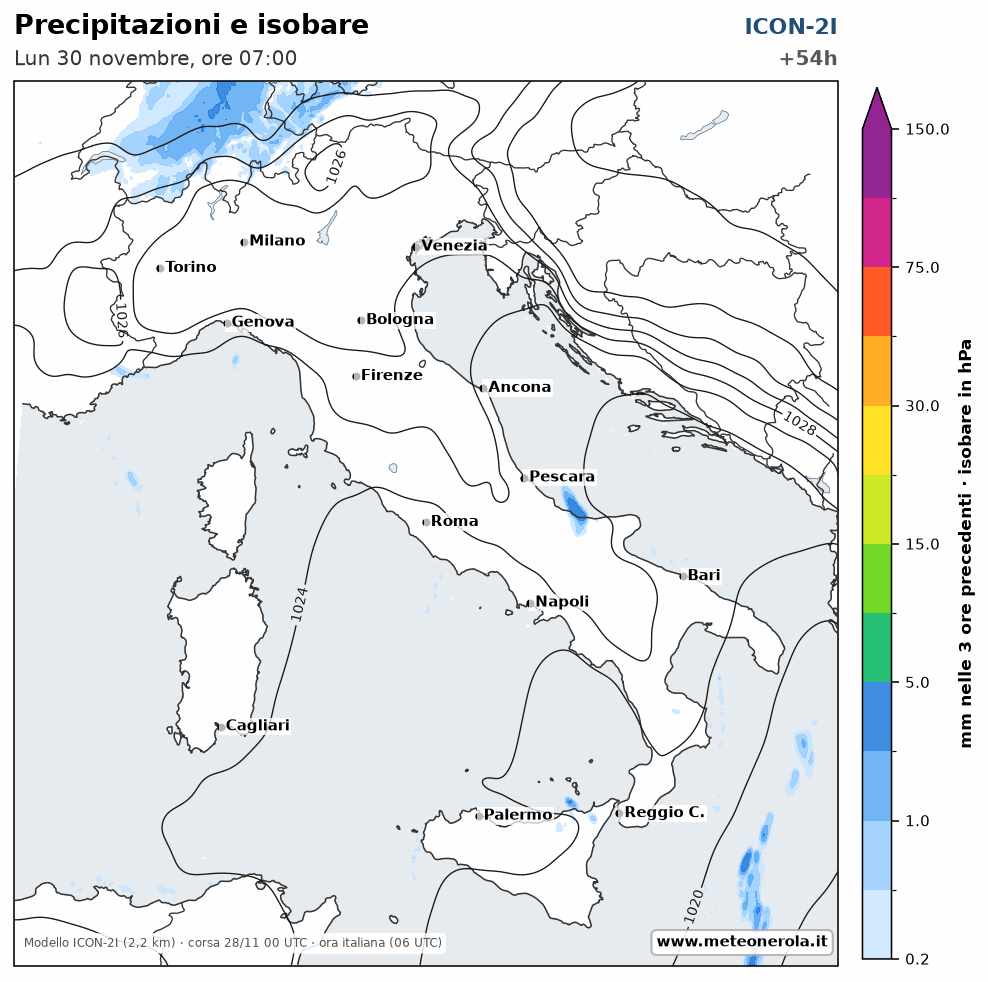 Precipitazioni e isobare
ICON-2I
Lun 30 novembre, ore 07:00
+54h
150.0
75.0
30.0
15.0
5.0
1.0
0.2
mm nelle 3 ore precedenti · isobare in hPa
1026
Milano
Venezia
Torino
1026
Genova
Bologna
Firenze
Ancona
1028
Pescara
Roma
Bari
1024
Napoli
Cagliari
Palermo
Reggio C.
1020
Modello ICON-2I (2,2 km) · corsa 28/11 00 UTC · ora italiana (06 UTC)
www.meteonerola.it